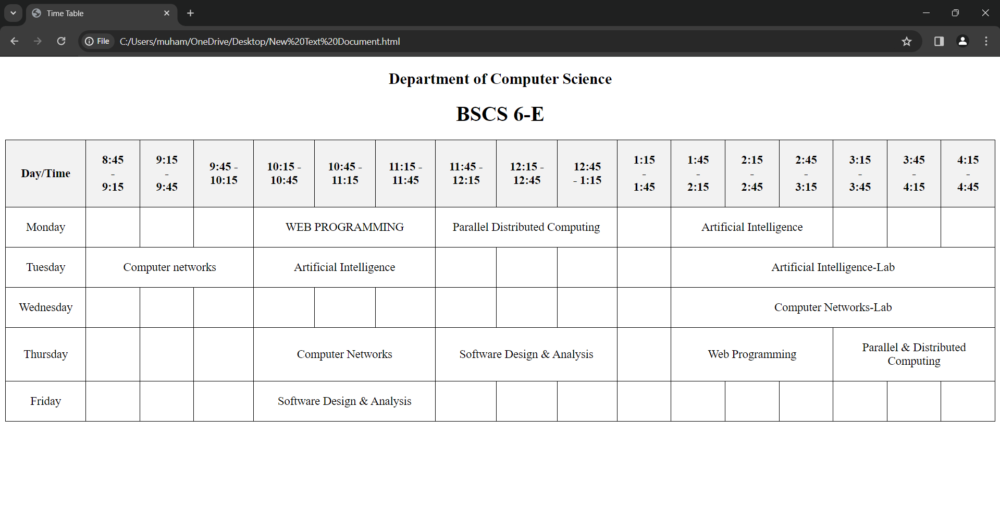 Time Table
File C:/Users/muham/OneDrive/Desktop/New%20Text%20Document.html
Department of Computer Science
BSCS 6-E
Day/Time
8:45
-
9:15
9:15
-
9:45
9:45 -
10:15
10:15 -
10:45
10:45 -
11:15
11:15 -
11:45
11:45 -
12:15
12:15 -
12:45
12:45
- 1:15
1:15
-
1:45
1:45
-
2:15
2:15
-
2:45
2:45
-
3:15
3:15
-
3:45
3:45
-
4:15
4:15
-
4:45
Monday
WEB PROGRAMMING
Parallel Distributed Computing
Artificial Intelligence
Tuesday
Computer networks
Artificial Intelligence
Artificial Intelligence-Lab
Wednesday
Computer Networks-Lab
Thursday
Computer Networks
Software Design & Analysis
Web Programming
Parallel & Distributed
Computing
Friday
Software Design & Analysis